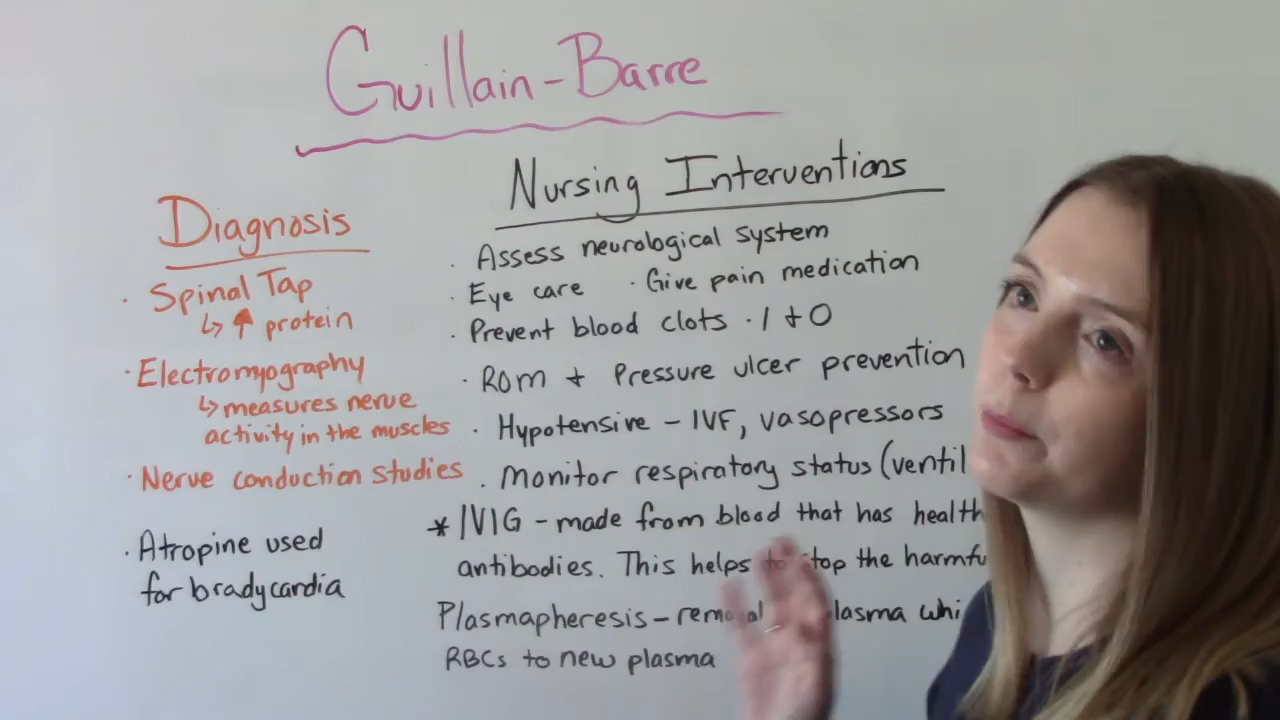 Guillain-Barre
Diagnosis
· Spinal Tap
↳ ↑ protein
· Electromyography
↳ measures nerve
activity in the muscles
· Nerve conduction studies
· Atropine used
for bradycardia
Nursing Interventions
· Assess neurological system
· Eye care · Give pain medication
· Prevent blood clots · I + O
· ROM + Pressure ulcer prevention
· Hypotensive - IVF, vasopressors
· Monitor respiratory status (ventil
* IVIG - made from blood that has health
antibodies. This helps to stop the harmfu
Plasmapheresis - plasma whi
RBCs to new plasma